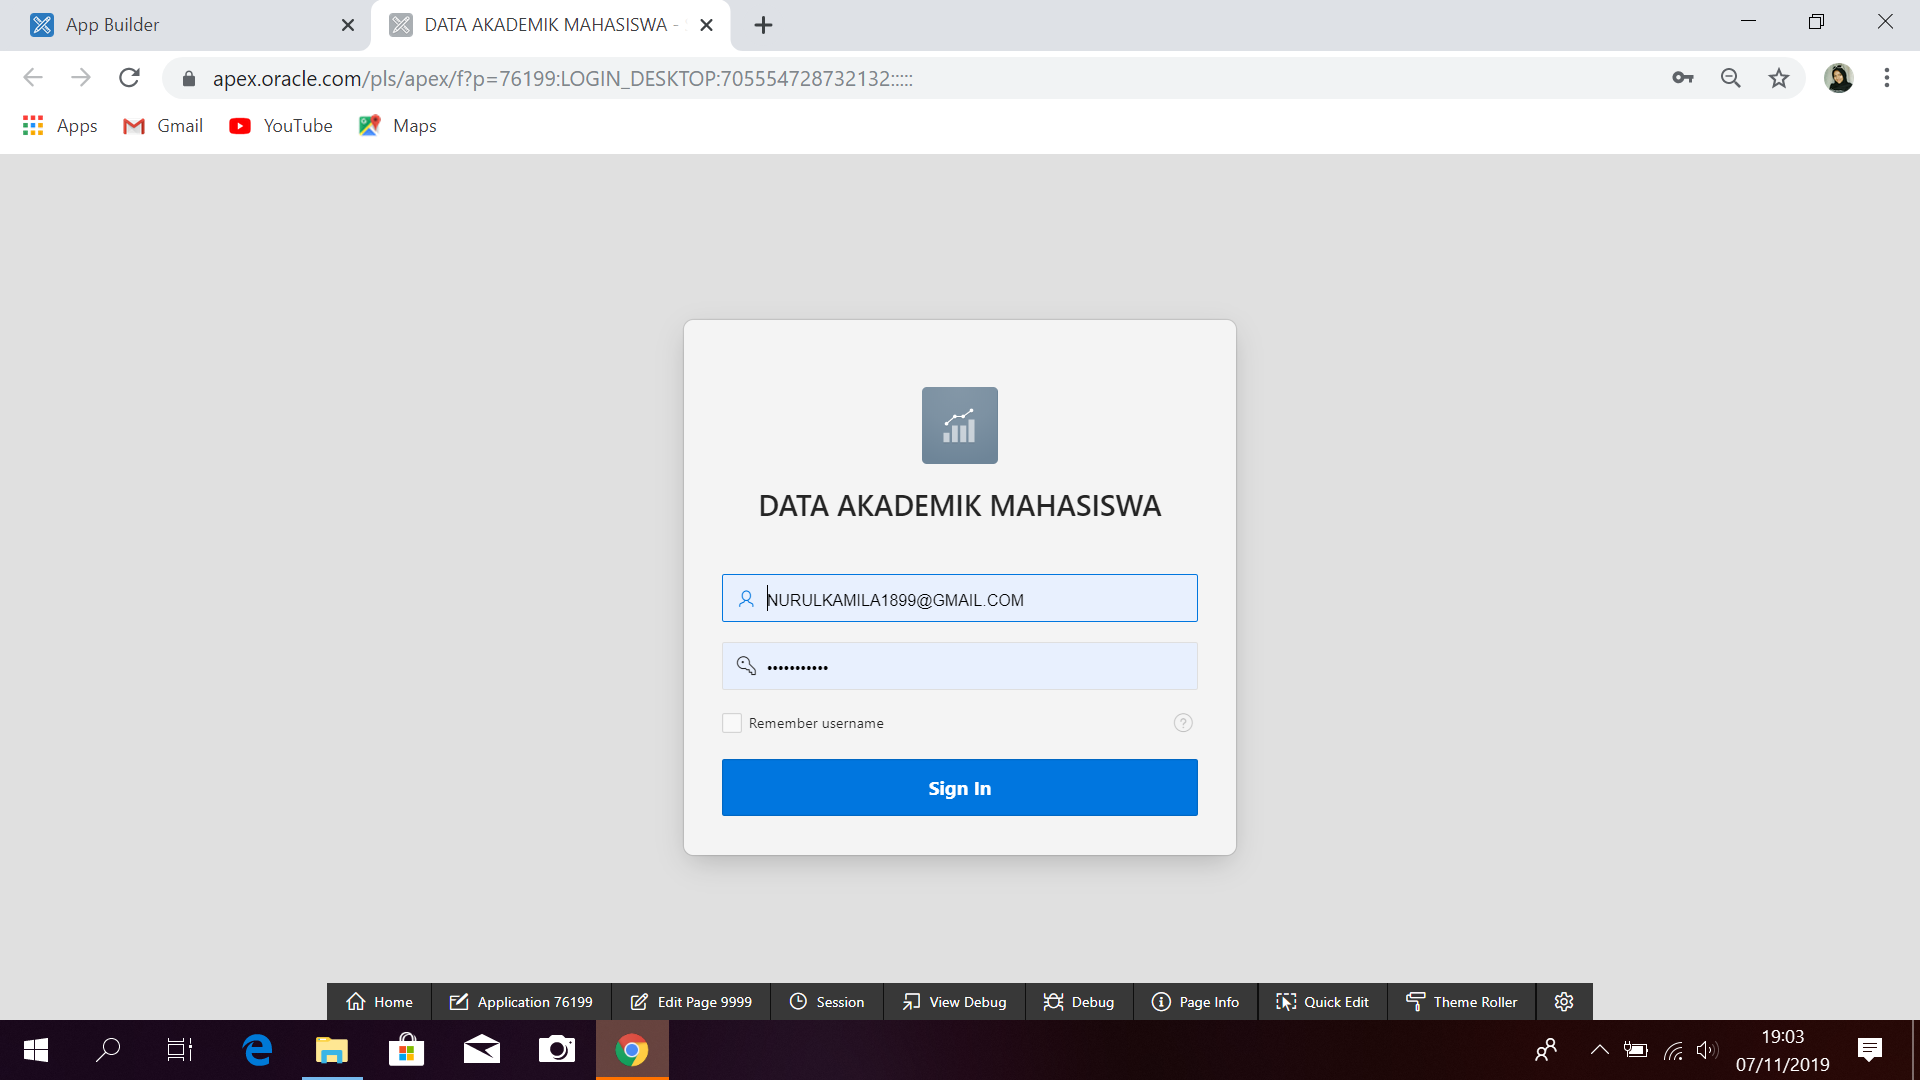 App Builder
DATA AKADEMIK MAHASISWA -
apex.oracle.com/pls/apex/f?p=76199:LOGIN_DESKTOP:705554728732132:::::
Apps Gmail YouTube Maps
DATA AKADEMIK MAHASISWA
NURULKAMILA1899@GMAIL.COM
•••••••••••
Remember username ?
Sign In
Home Application 76199 Edit Page 9999 Session View Debug Debug Page Info Quick Edit Theme Roller
19:03
07/11/2019